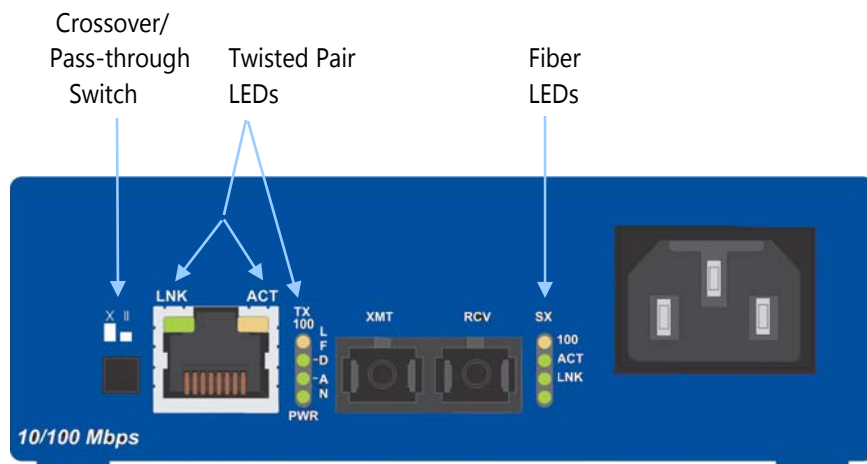 Crossover/
Pass-through
Switch
Twisted Pair
LEDs
Fiber
LEDs
LNK
ACT
X II
TX
100
L
F
-D
-A
N
PWR
XMT
RCV
SX
100
ACT
LNK
10/100 Mbps